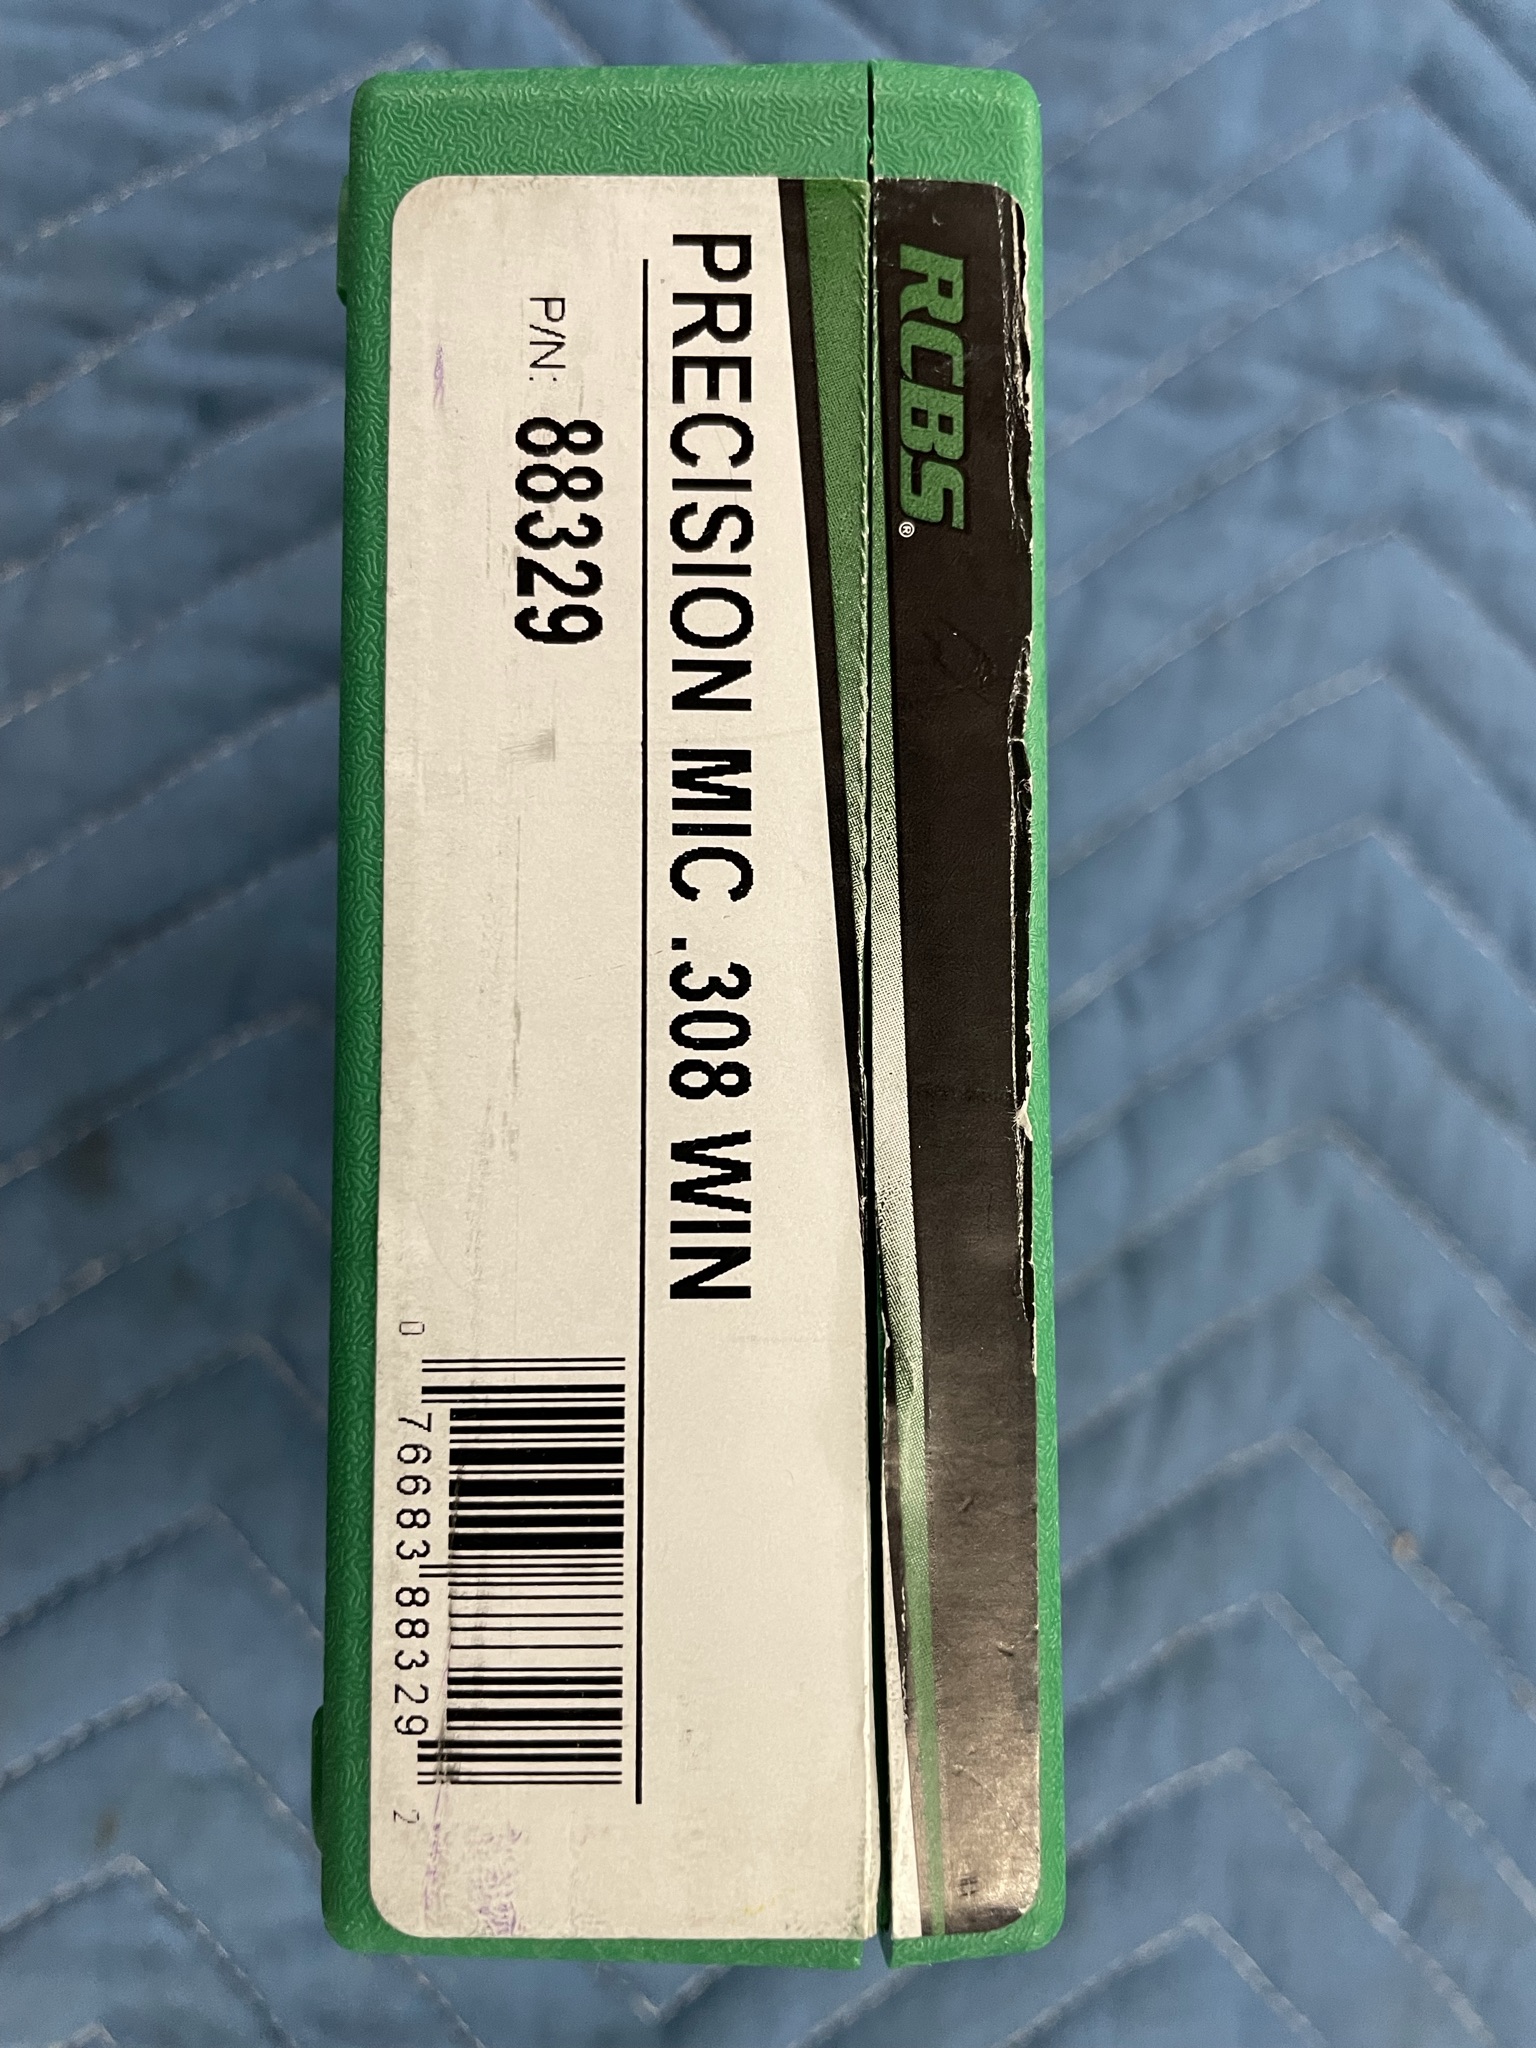 RCBS®
PRECISION MIC .308 WIN
P/N: 88329
0 76683 88329 2